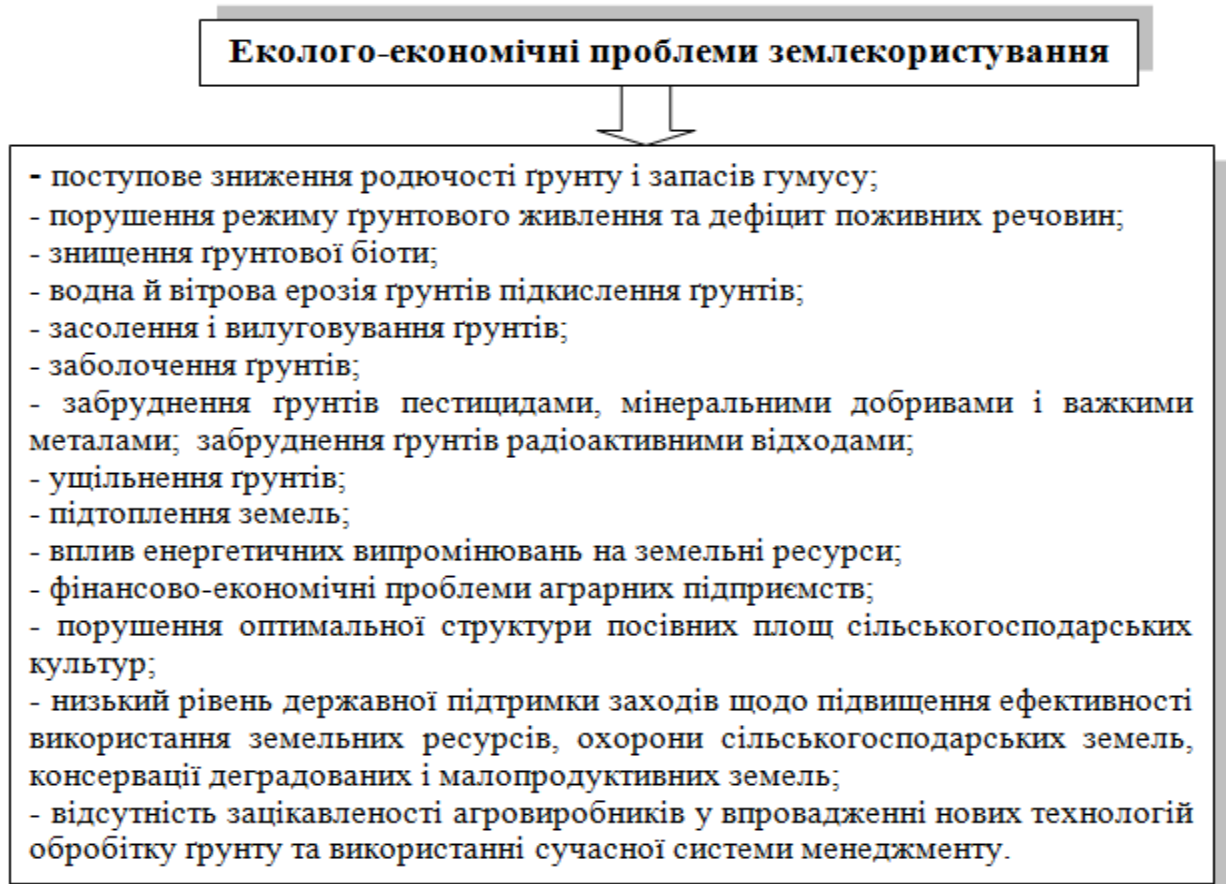 Еколого-економічні проблеми землекористування
- поступове зниження родючості ґрунту і запасів гумусу;
- порушення режиму ґрунтового живлення та дефіцит поживних речовин;
- знищення ґрунтової біоти;
- водна й вітрова ерозія ґрунтів підкислення ґрунтів;
- засолення і вилуговування ґрунтів;
- заболочення ґрунтів;
- забруднення ґрунтів пестицидами, мінеральними добривами і важкими
металами; забруднення ґрунтів радіоактивними відходами;
- ущільнення ґрунтів;
- підтоплення земель;
- вплив енергетичних випромінювань на земельні ресурси;
- фінансово-економічні проблеми аграрних підприємств;
- порушення оптимальної структури посівних площ сільськогосподарських
культур;
- низький рівень державної підтримки заходів щодо підвищення ефективності
використання земельних ресурсів, охорони сільськогосподарських земель,
консервації деградованих і малопродуктивних земель;
- відсутність зацікавленості агровиробників у впровадженні нових технологій
обробітку ґрунту та використанні сучасної системи менеджменту.